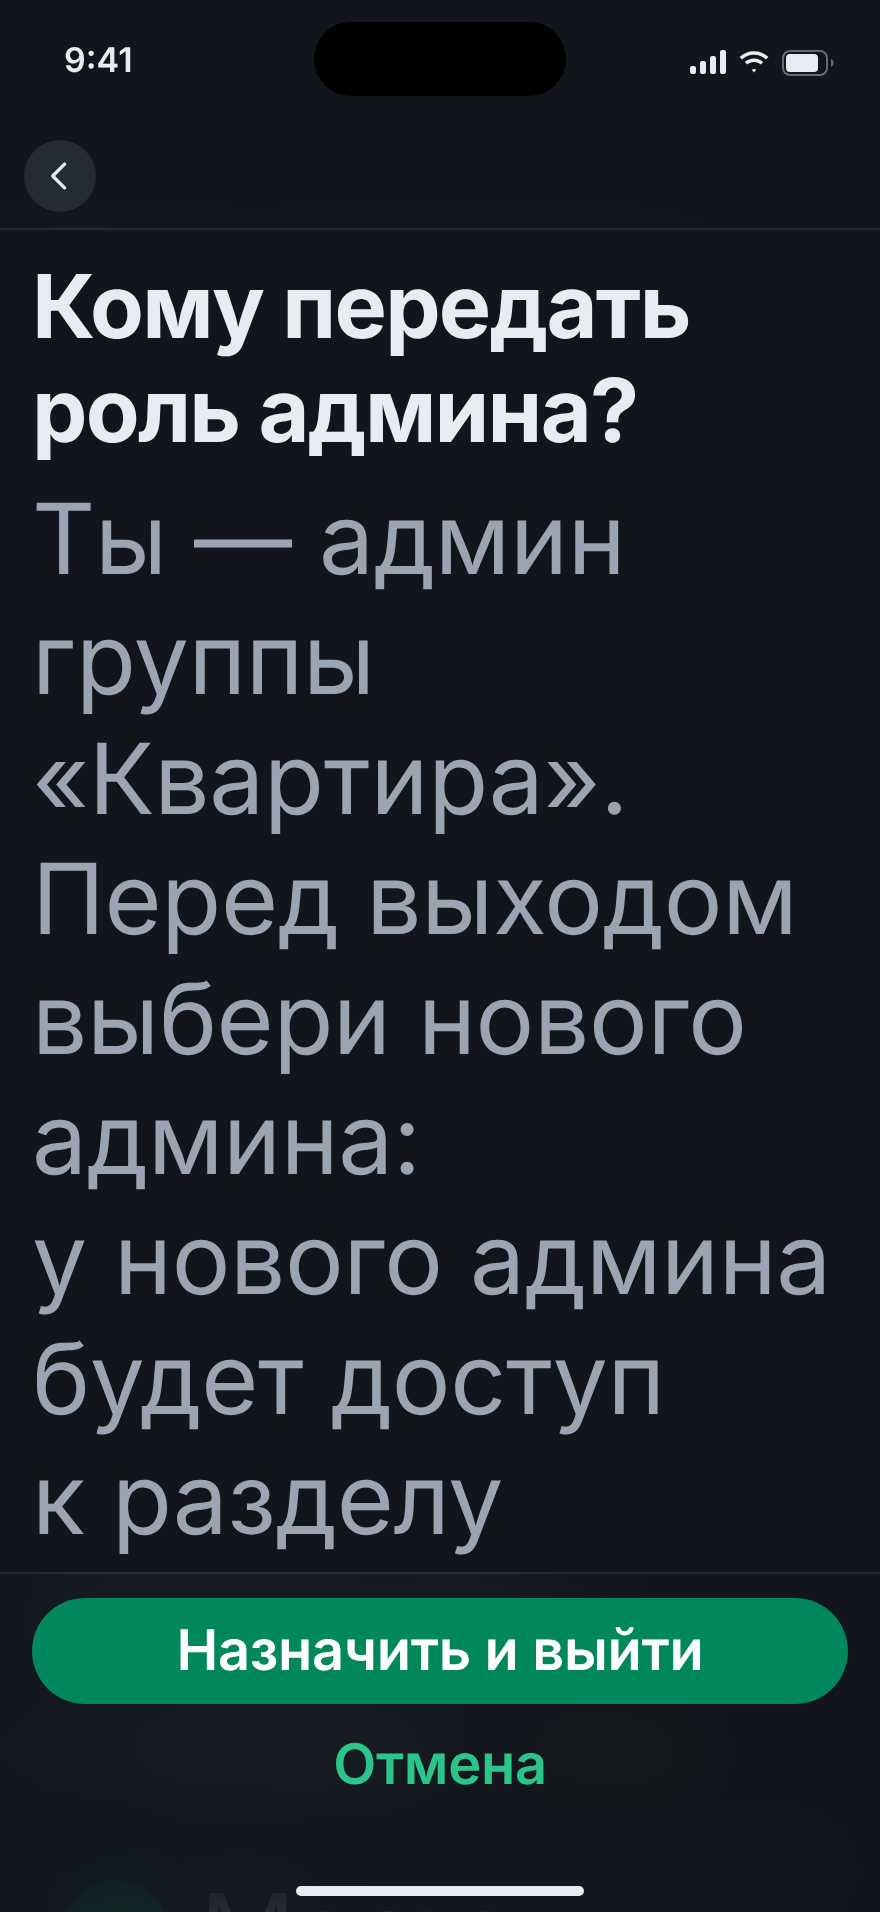 9:41
Кому передать
роль админа?
Ты — админ
группы
«Квартира».
Перед выходом
выбери нового
админа:
у нового админа
будет доступ
к разделу
Назначить и выйти
Отмена